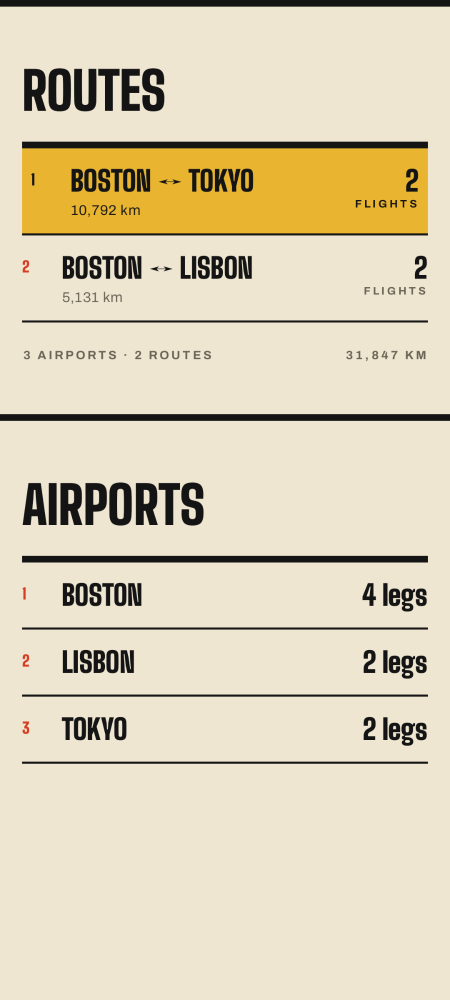 ROUTES
1 BOSTON ↔ TOKYO 2
10,792 km FLIGHTS
2 BOSTON ↔ LISBON 2
5,131 km FLIGHTS
3 AIRPORTS · 2 ROUTES 31,847 KM
AIRPORTS
1 BOSTON 4 legs
2 LISBON 2 legs
3 TOKYO 2 legs